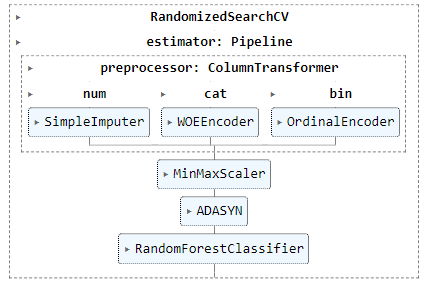 RandomizedSearchCV
estimator: Pipeline
preprocessor: ColumnTransformer
num cat bin
SimpleImputer WOEEncoder OrdinalEncoder
MinMaxScaler
ADASYN
RandomForestClassifier